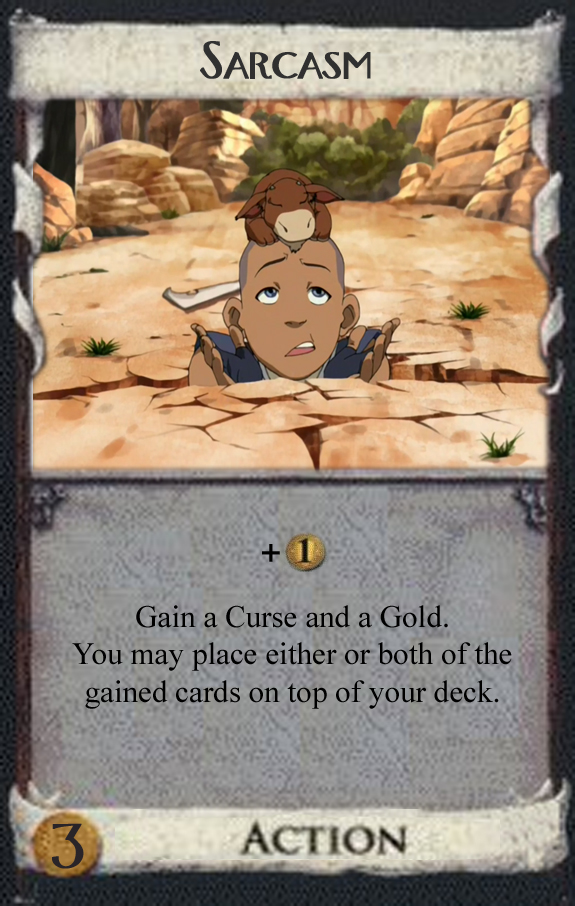 Sarcasm
+1
Gain a Curse and a Gold.
You may place either or both of the
gained cards on top of your deck.
3 Action